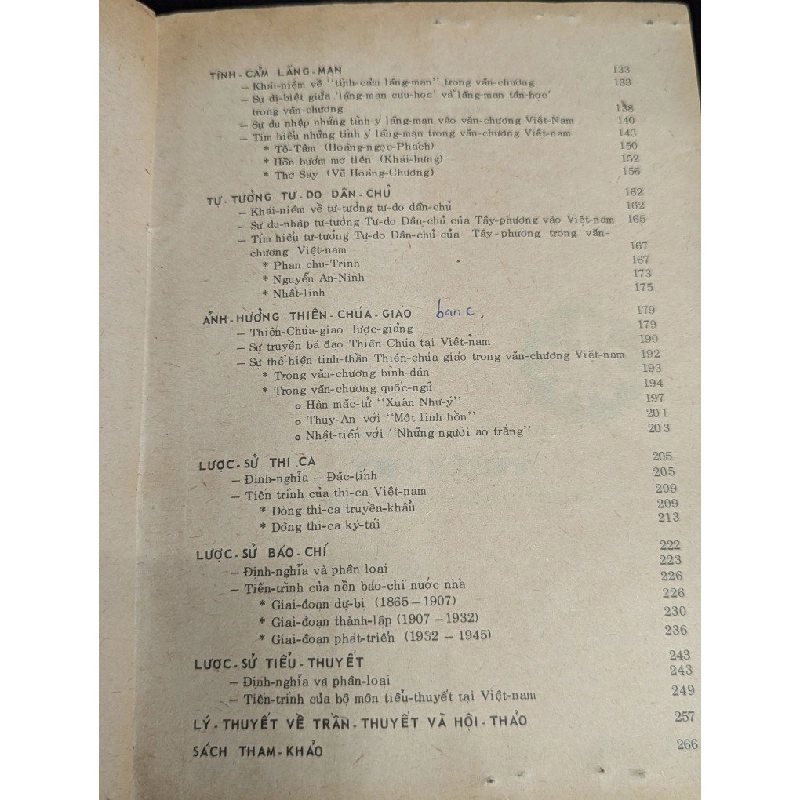 TÌNH-CẢM LÃNG-MẠN 133
— Khái-niệm về "tình-cảm lãng-mạn" trong văn-chương 133
— Sự dị-biệt giữa 'lãng-mạn cựu-học' và 'lãng-mạn tân-học'
trong văn-chương 138
— Sự du nhập những tình-ý lãng-mạn vào văn-chương Việt-Nam 140
— Tìm hiểu những tình ý lãng-mạn trong văn-chương Việt-nam 143
* Tố-Tâm (Hoàng-ngọc-Phách) 150
* Hồn bướm mơ tiên (Khái-hưng) 152
* Thơ Say (Vũ Hoàng-Chương) 156
TƯ-TƯỞNG TỰ-DO DÂN-CHỦ 162
— Khái-niệm về tư-tưởng tự-do dân-chủ 162
— Sự du-nhập tư-tưởng Tự-do Dân-chủ của Tây-phương vào Việt-nam 165
— Tìm hiểu tư-tưởng Tự-do Dân-chủ của Tây-phương trong văn-
chương Việt-nam 167
* Phan chu-Trinh 167
* Nguyễn An-Ninh 173
* Nhất-linh 175
ẢNH-HƯỞNG THIÊN-CHÚA-GIÁO ban C, 179
— Thiên-Chúa-giáo lược-giảng 179
— Sự truyền bá đạo Thiên Chúa tại Việt-nam 190
— Sự thể hiện tinh-thần Thiên-chúa giáo trong văn-chương Việt-nam 192
* Trong văn-chương bình-dân 193
* Trong văn-chương quốc-ngữ 194
o Hàn mặc-tử "Xuân Như-ý" 197
o Thụy-An với "Một linh hồn" 201
o Nhật-tiến với "Những người áo trắng" 203
LƯỢC-SỬ THI CA 205
— Định-nghĩa — Đặc-tính 205
— Tiến trình của thi-ca Việt-nam 209
* Dòng thi-ca truyền-khẩu 209
* Dòng thi-ca ký-tải 213
LƯỢC-SỬ BÁO-CHÍ 222
— Định-nghĩa và phân loại 223
— Tiến-trình của nền báo-chí nước nhà 226
* Giai-đoạn dự-bị (1865 — 1907) 226
* Giai-đoạn thành-lập (1907 — 1932) 230
* Giai-đoạn phát-triển (1932 — 1945) 236
LƯỢC-SỬ TIỂU-THUYẾT 243
— Định-nghĩa và phân-loại 243
— Tiến-trình của bộ môn tiểu-thuyết tại Việt-nam 249
LÝ-THUYẾT VỀ TRẦN-THUYẾT VÀ HỘI-THẢO 257
SÁCH THAM-KHẢO 266